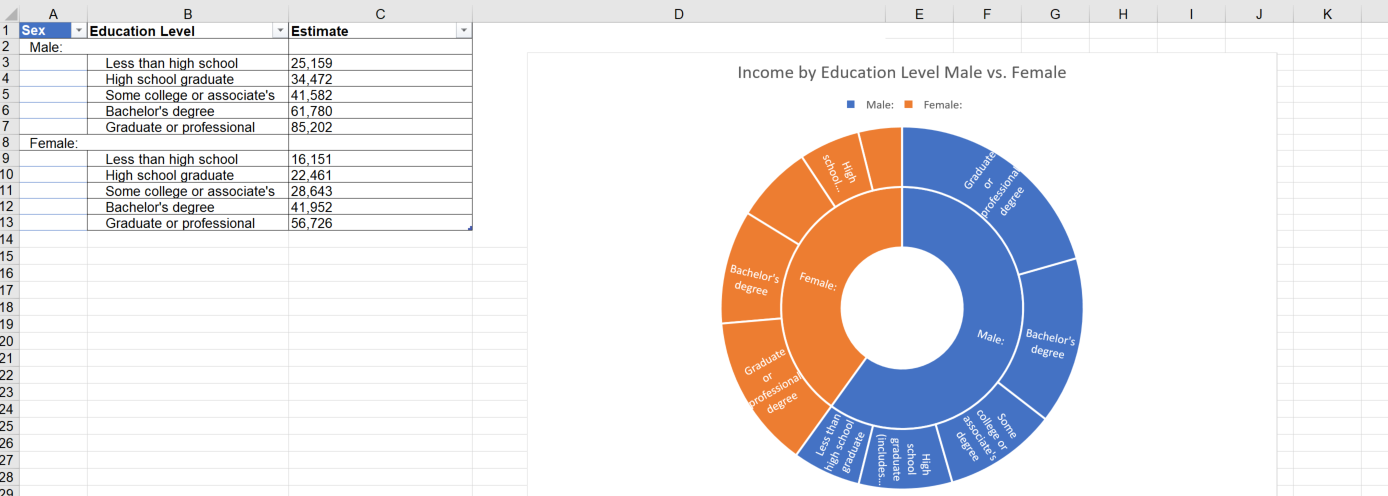 A B C D E F G H I J K
1 Sex Education Level Estimate
2 Male:
3 Less than high school 25,159
4 High school graduate 34,472
5 Some college or associate's 41,582
6 Bachelor's degree 61,780
7 Graduate or professional 85,202
8 Female:
9 Less than high school 16,151
10 High school graduate 22,461
11 Some college or associate's 28,643
12 Bachelor's degree 41,952
13 Graduate or professional 56,726
14
15
16
17
18
19
20
21
22
23
24
25
26
27
28
29
Income by Education Level Male vs. Female
Male: Female:
High
school...
Graduate
or
professional
degree
Bachelor's
degree
Female:
Male:
Bachelor's
degree
Graduate
or
professional
degree
Less than
high school
graduate
High
school
graduate
(includes...
Some
college or
associate's
degree